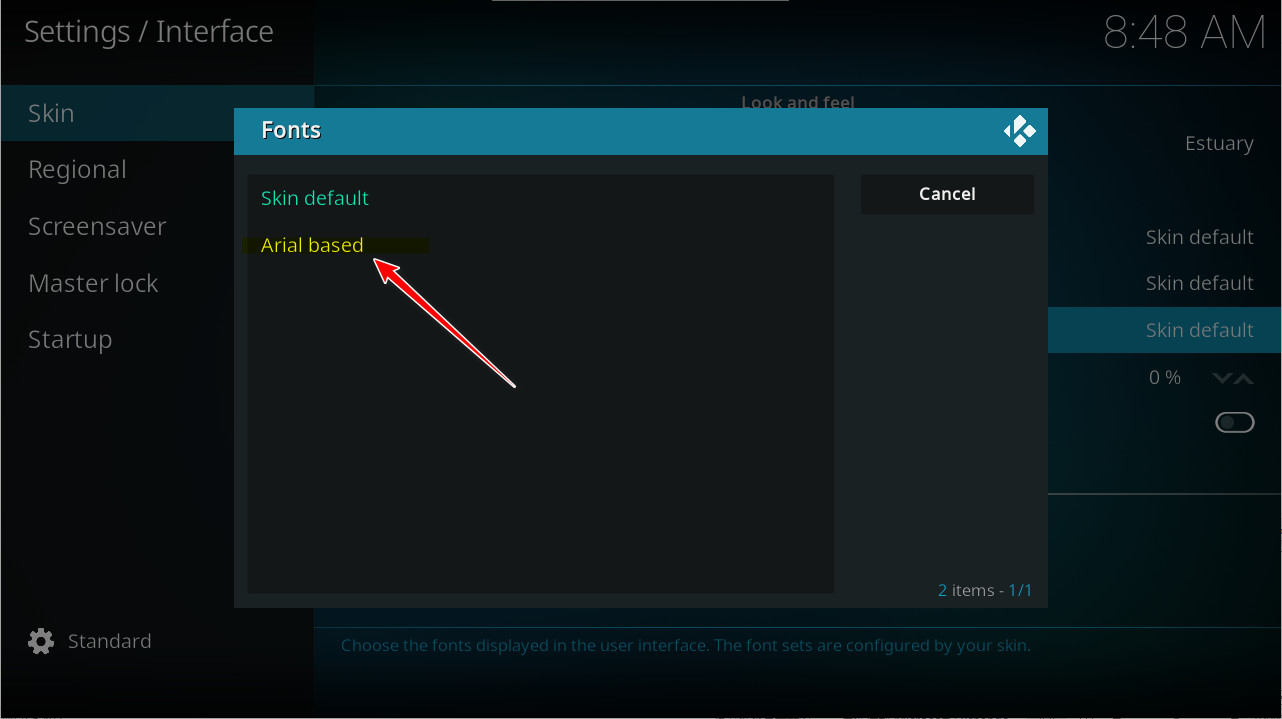 Settings / Interface
8:48 AM
Look and feel
Skin
Regional
Screensaver
Master lock
Startup
Fonts
Skin default
Arial based
Cancel
2 items - 1/1
Estuary
Skin default
Skin default
Skin default
0 %
Standard
Choose the fonts displayed in the user interface. The font sets are configured by your skin.